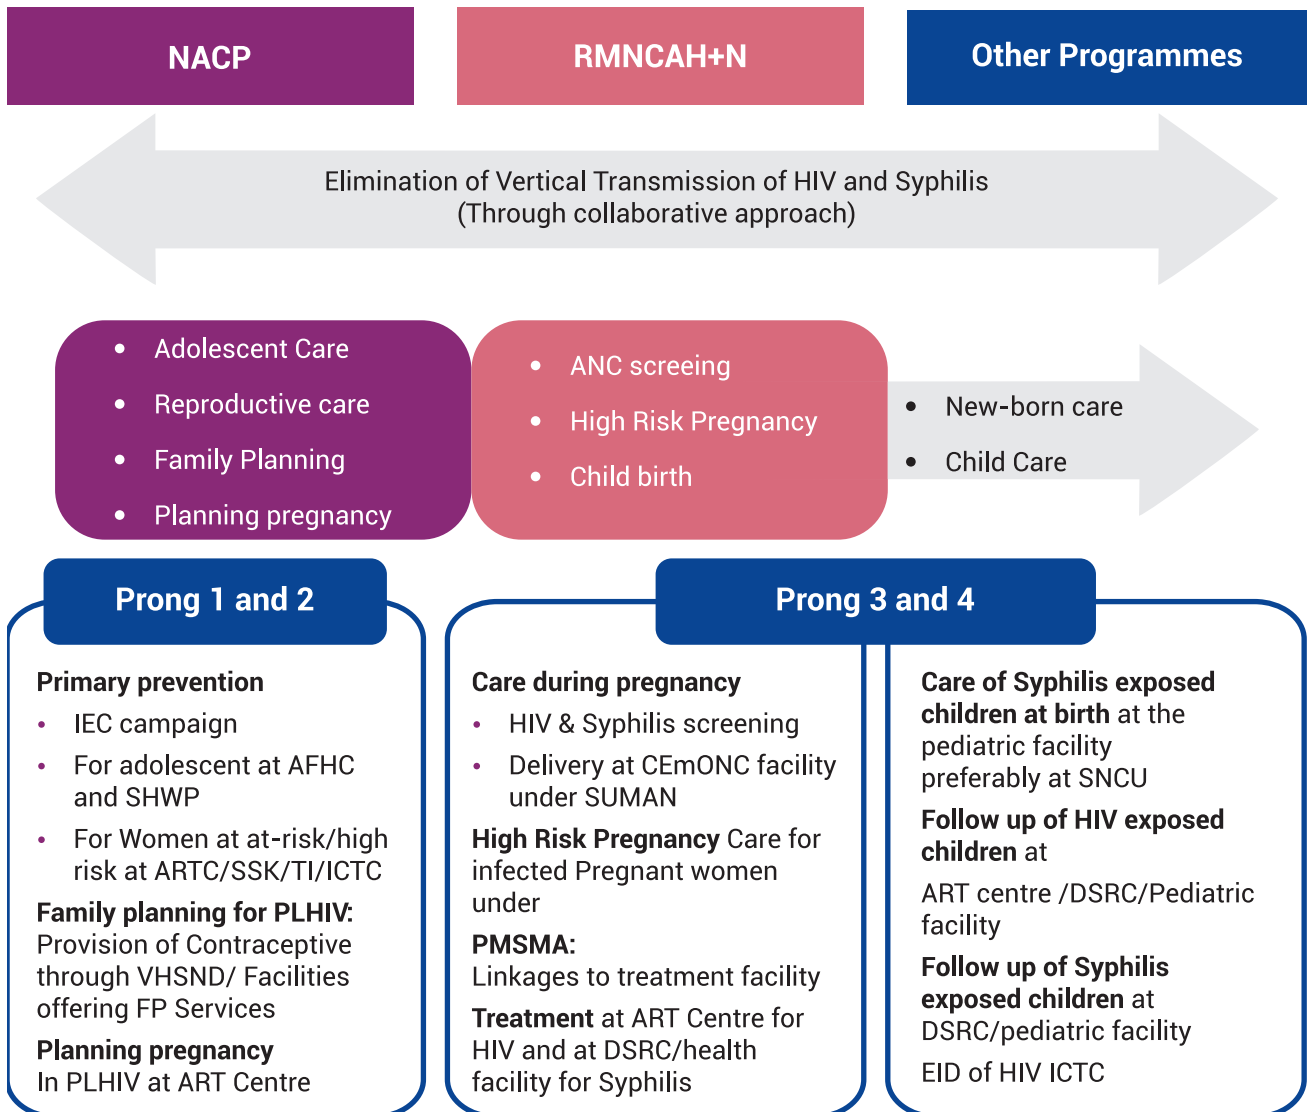 NACP
RMNCAH+N
Other Programmes
Elimination of Vertical Transmission of HIV and Syphilis
(Through collaborative approach)
• Adolescent Care
• Reproductive care
• Family Planning
• Planning pregnancy
• ANC screeing
• High Risk Pregnancy
• Child birth
• New-born care
• Child Care
Prong 1 and 2
Primary prevention
• IEC campaign
• For adolescent at AFHC
and SHWP
• For Women at at-risk/high
risk at ARTC/SSK/TI/ICTC
Family planning for PLHIV:
Provision of Contraceptive
through VHSND/ Facilities
offering FP Services
Planning pregnancy
In PLHIV at ART Centre
Prong 3 and 4
Care during pregnancy
• HIV & Syphilis screening
• Delivery at CEmONC facility
under SUMAN
High Risk Pregnancy Care for
infected Pregnant women
under
PMSMA:
Linkages to treatment facility
Treatment at ART Centre for
HIV and at DSRC/health
facility for Syphilis
Care of Syphilis exposed
children at birth at the
pediatric facility
preferably at SNCU
Follow up of HIV exposed
children at
ART centre /DSRC/Pediatric
facility
Follow up of Syphilis
exposed children at
DSRC/pediatric facility
EID of HIV ICTC